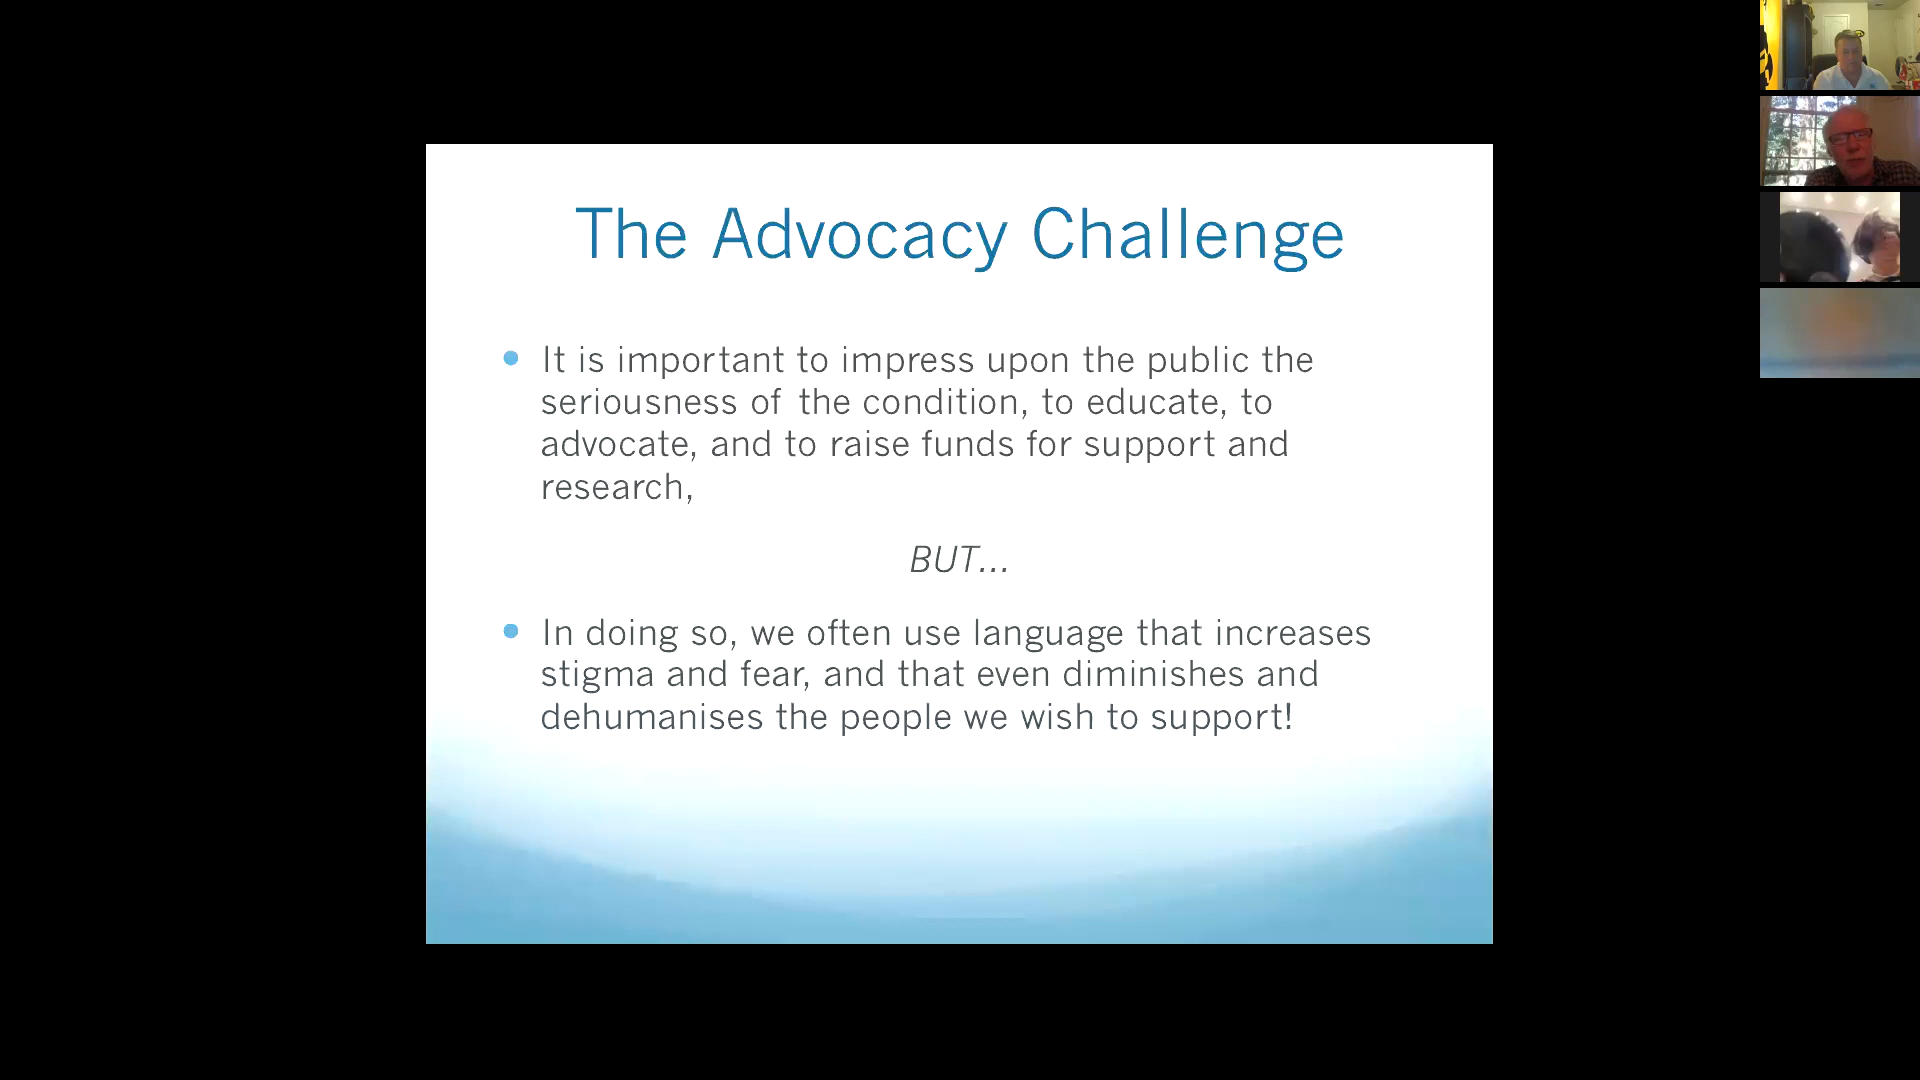 The Advocacy Challenge
It is important to impress upon the public the
seriousness of the condition, to educate, to
advocate, and to raise funds for support and
research,
BUT...
In doing so, we often use language that increases
stigma and fear, and that even diminishes and
dehumanises the people we wish to support!